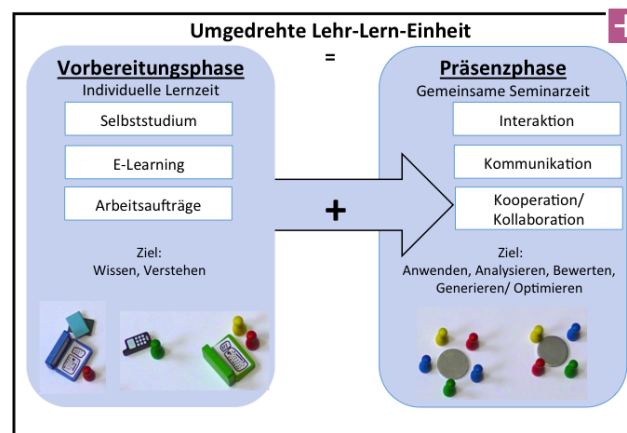 Umgedrehte Lehr-Lern-Einheit
=
Vorbereitungsphase
Individuelle Lernzeit
Selbststudium
E-Learning
Arbeitsaufträge
Ziel:
Wissen, Verstehen
+
Präsenzphase
Gemeinsame Seminarzeit
Interaktion
Kommunikation
Kooperation/
Kollaboration
Ziel:
Anwenden, Analysieren, Bewerten,
Generieren/ Optimieren